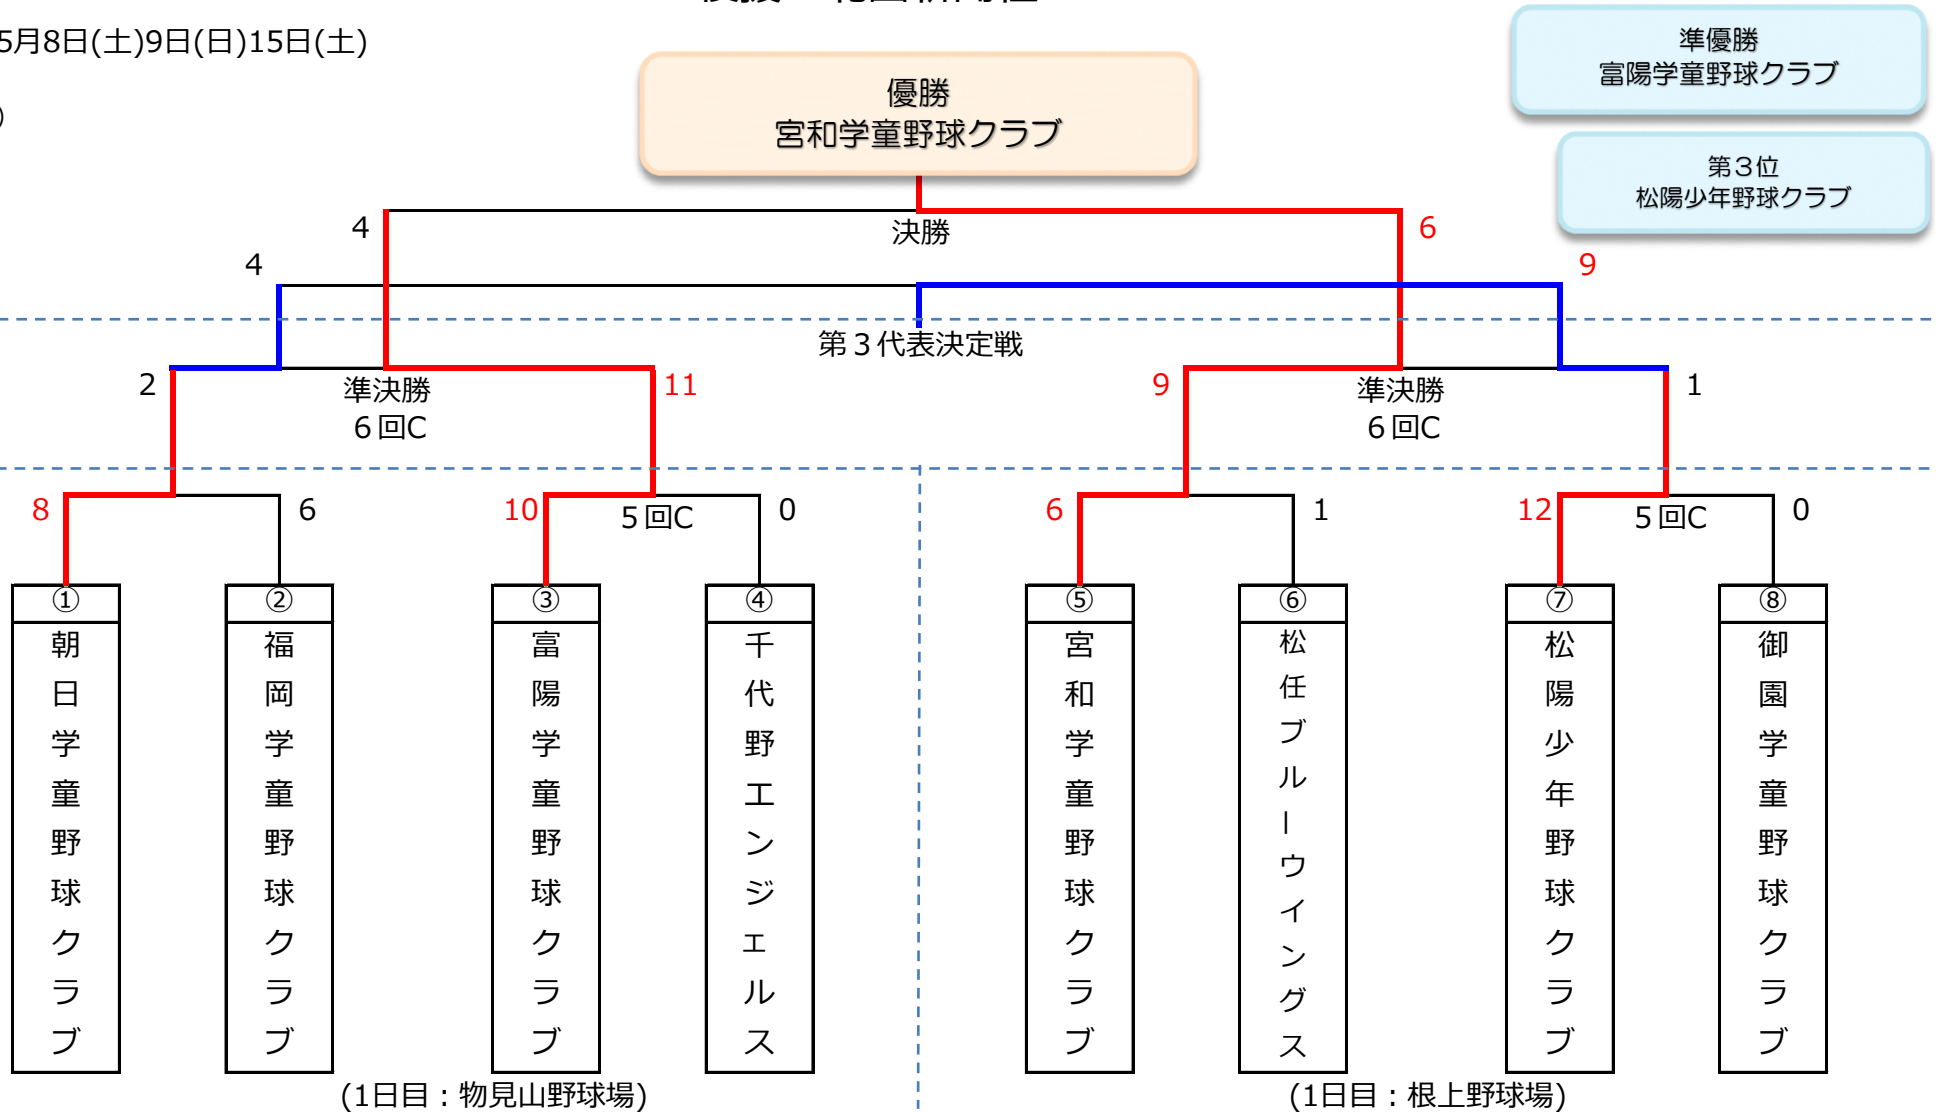 5月8日(土)9日(日)15日(土)
)
優勝
宮和学童野球クラブ
準優勝
富陽学童野球クラブ
第３位
松陽少年野球クラブ
4
決勝
6
4
9
第３代表決定戦
2
準決勝
６回C
11
9
準決勝
６回C
1
8
6
10
５回C
0
6
1
12
５回C
0
①
朝日学童野球クラブ
②
福岡学童野球クラブ
③
富陽学童野球クラブ
④
千代野エンジェルス
⑤
宮和学童野球クラブ
⑥
松任ブルーウイングス
⑦
松陽少年野球クラブ
⑧
御園学童野球クラブ
(1日目：物見山野球場)
(1日目：根上野球場)